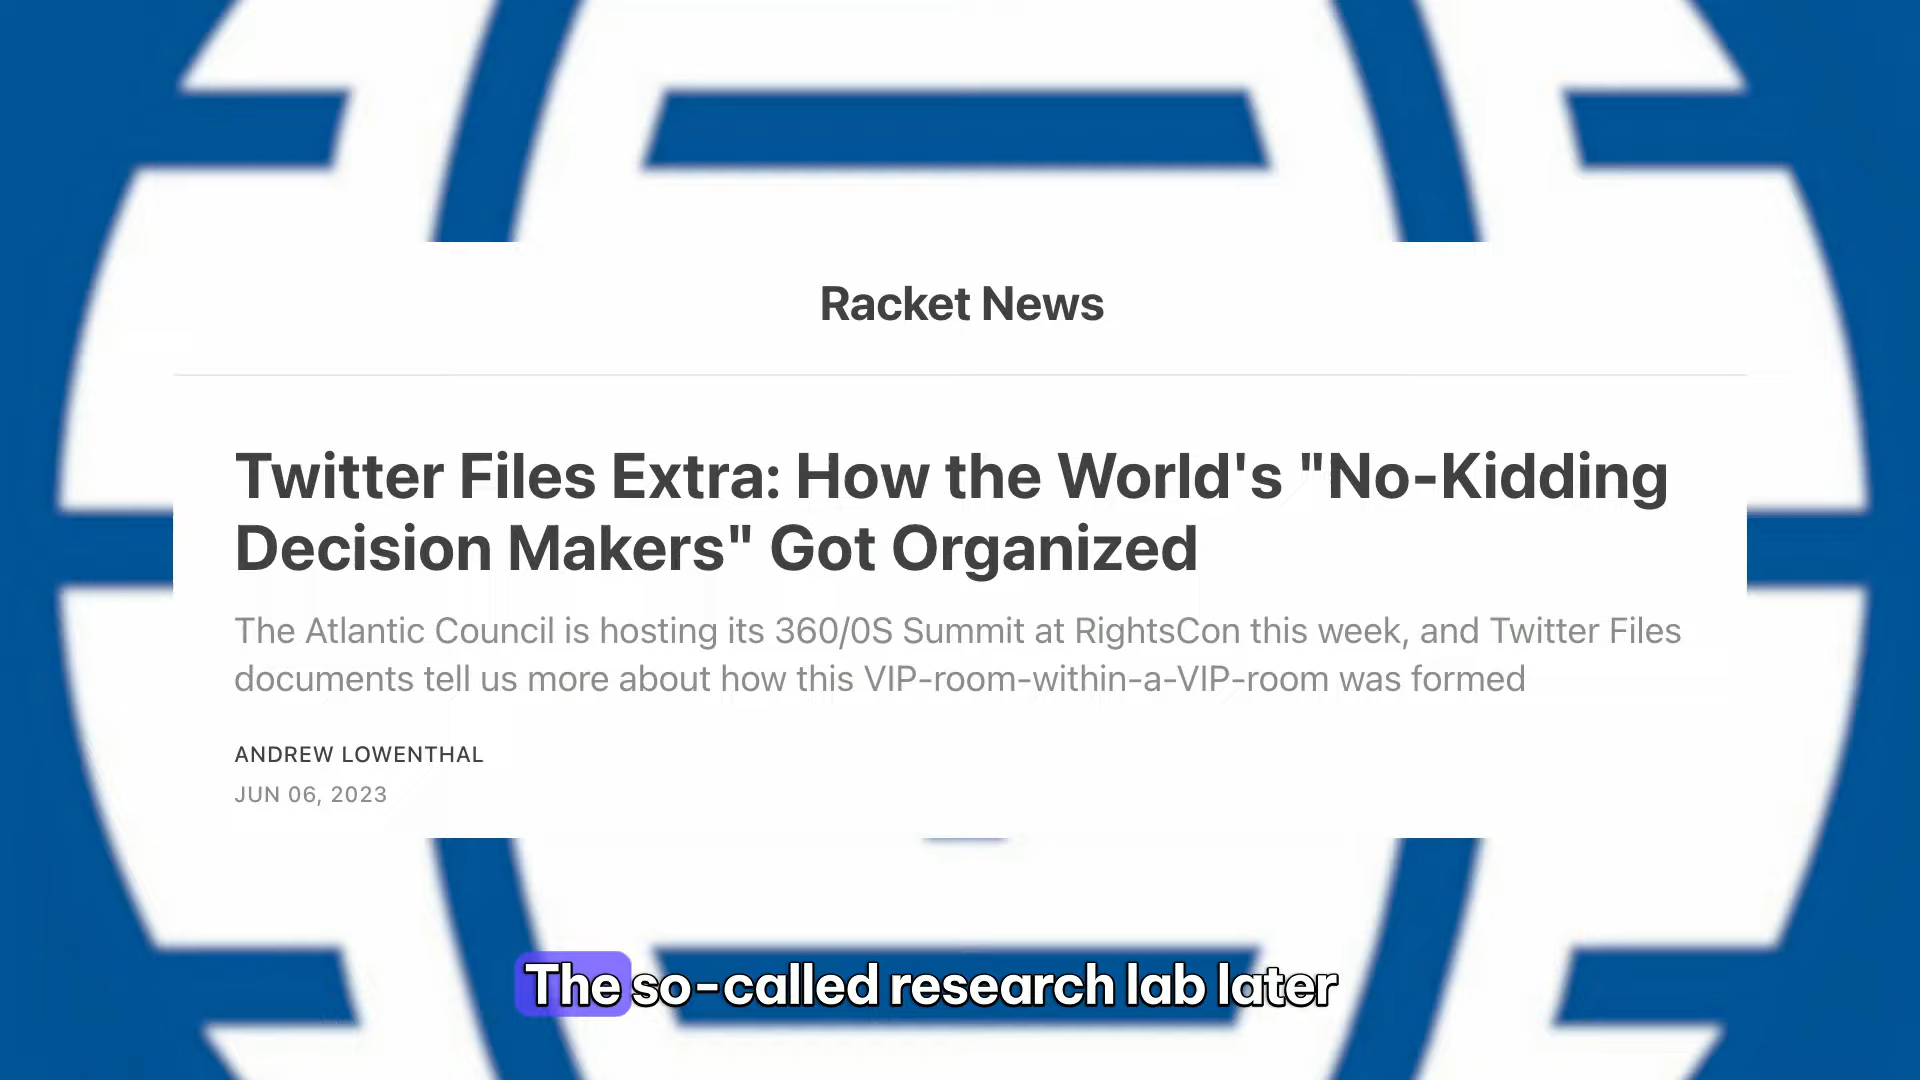 Racket News
Twitter Files Extra: How the World's "No-Kidding
Decision Makers" Got Organized
The Atlantic Council is hosting its 360/0S Summit at RightsCon this week, and Twitter Files
documents tell us more about how this VIP-room-within-a-VIP-room was formed
ANDREW LOWENTHAL
JUN 06, 2023
The so-called research lab later